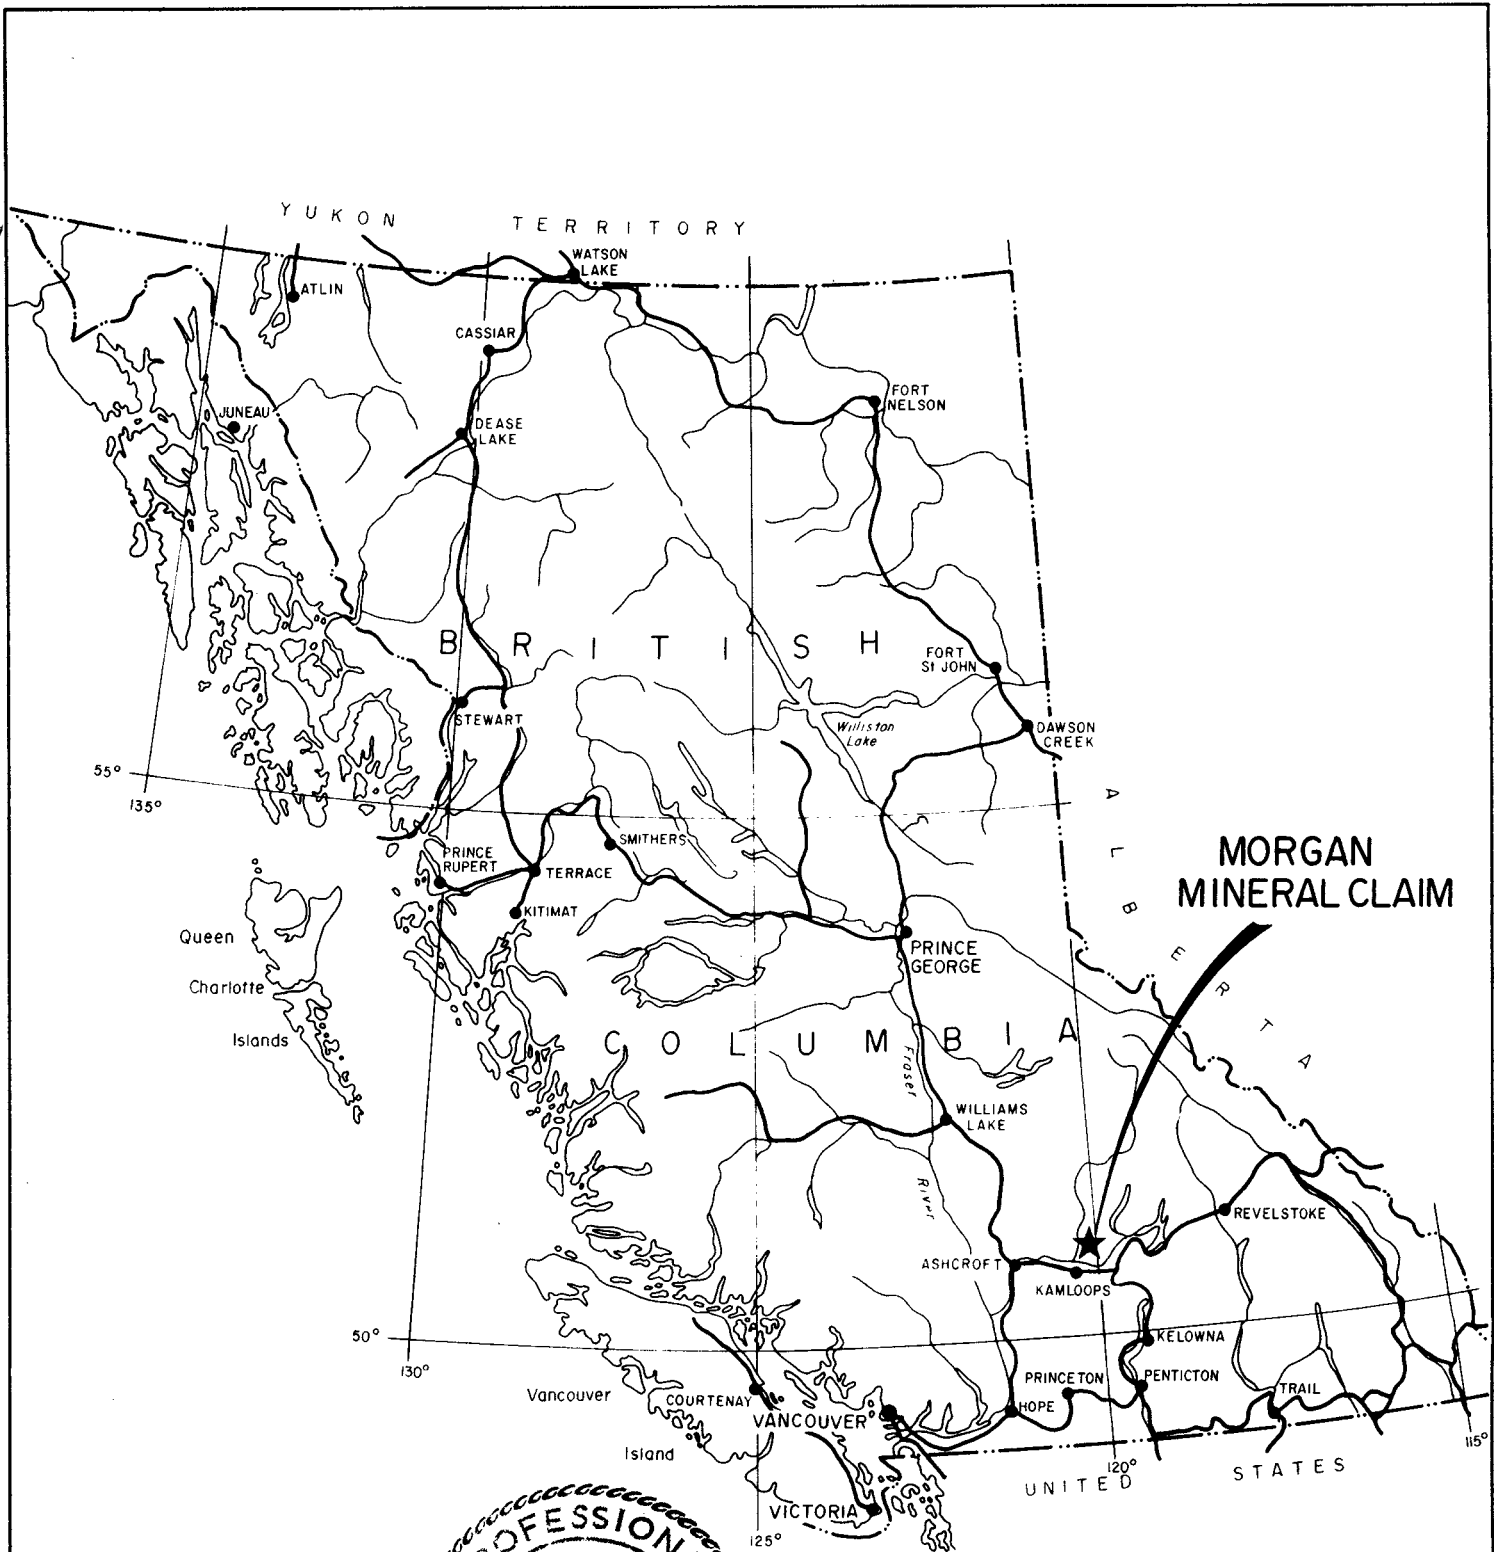 YUKON TERRITORY
WATSON
LAKE
ATLIN
CASSIAR
FORT
NELSON
JUNEAU
DEASE
LAKE
BRITISH
FORT
St JOHN
STEWART
Williston
Lake
DAWSON
CREEK
55°
135°
ALBERTA
MORGAN
MINERAL CLAIM
SMITHERS
PRINCE
RUPERT
TERRACE
KITIMAT
Queen
Charlotte
Islands
PRINCE
GEORGE
COLUMBIA
Fraser
River
WILLIAMS
LAKE
REVELSTOKE
ASHCROFT
KAMLOOPS
50°
130°
KELOWNA
PRINCETON
PENTICTON
TRAIL
HOPE
Vancouver
Island
COURTENAY
VANCOUVER
VICTORIA
125°
120°
115°
UNITED STATES
OFESSION